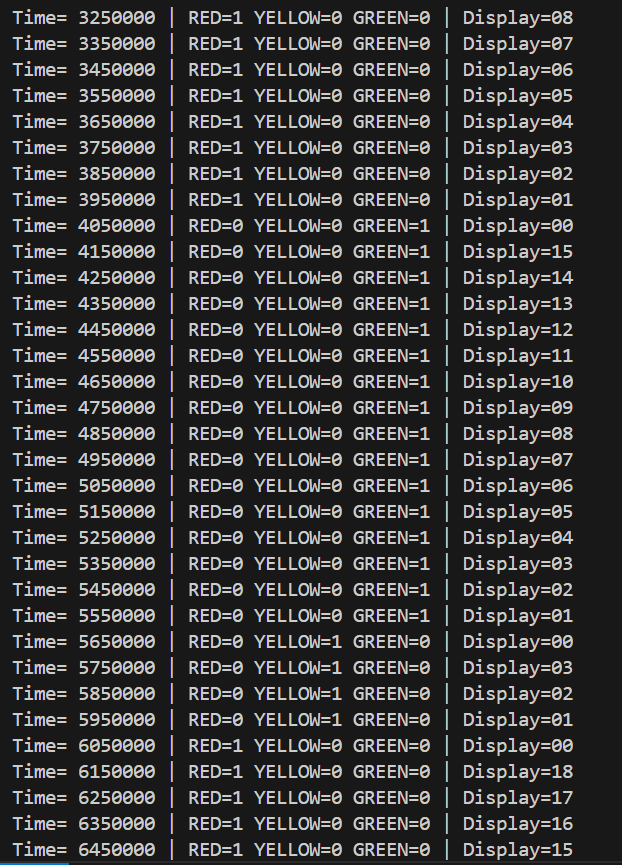 Time= 3250000 | RED=1 YELLOW=0 GREEN=0 | Display=08
Time= 3350000 | RED=1 YELLOW=0 GREEN=0 | Display=07
Time= 3450000 | RED=1 YELLOW=0 GREEN=0 | Display=06
Time= 3550000 | RED=1 YELLOW=0 GREEN=0 | Display=05
Time= 3650000 | RED=1 YELLOW=0 GREEN=0 | Display=04
Time= 3750000 | RED=1 YELLOW=0 GREEN=0 | Display=03
Time= 3850000 | RED=1 YELLOW=0 GREEN=0 | Display=02
Time= 3950000 | RED=1 YELLOW=0 GREEN=0 | Display=01
Time= 4050000 | RED=0 YELLOW=0 GREEN=1 | Display=00
Time= 4150000 | RED=0 YELLOW=0 GREEN=1 | Display=15
Time= 4250000 | RED=0 YELLOW=0 GREEN=1 | Display=14
Time= 4350000 | RED=0 YELLOW=0 GREEN=1 | Display=13
Time= 4450000 | RED=0 YELLOW=0 GREEN=1 | Display=12
Time= 4550000 | RED=0 YELLOW=0 GREEN=1 | Display=11
Time= 4650000 | RED=0 YELLOW=0 GREEN=1 | Display=10
Time= 4750000 | RED=0 YELLOW=0 GREEN=1 | Display=09
Time= 4850000 | RED=0 YELLOW=0 GREEN=1 | Display=08
Time= 4950000 | RED=0 YELLOW=0 GREEN=1 | Display=07
Time= 5050000 | RED=0 YELLOW=0 GREEN=1 | Display=06
Time= 5150000 | RED=0 YELLOW=0 GREEN=1 | Display=05
Time= 5250000 | RED=0 YELLOW=0 GREEN=1 | Display=04
Time= 5350000 | RED=0 YELLOW=0 GREEN=1 | Display=03
Time= 5450000 | RED=0 YELLOW=0 GREEN=1 | Display=02
Time= 5550000 | RED=0 YELLOW=0 GREEN=1 | Display=01
Time= 5650000 | RED=0 YELLOW=1 GREEN=0 | Display=00
Time= 5750000 | RED=0 YELLOW=1 GREEN=0 | Display=03
Time= 5850000 | RED=0 YELLOW=1 GREEN=0 | Display=02
Time= 5950000 | RED=0 YELLOW=1 GREEN=0 | Display=01
Time= 6050000 | RED=1 YELLOW=0 GREEN=0 | Display=00
Time= 6150000 | RED=1 YELLOW=0 GREEN=0 | Display=18
Time= 6250000 | RED=1 YELLOW=0 GREEN=0 | Display=17
Time= 6350000 | RED=1 YELLOW=0 GREEN=0 | Display=16
Time= 6450000 | RED=1 YELLOW=0 GREEN=0 | Display=15